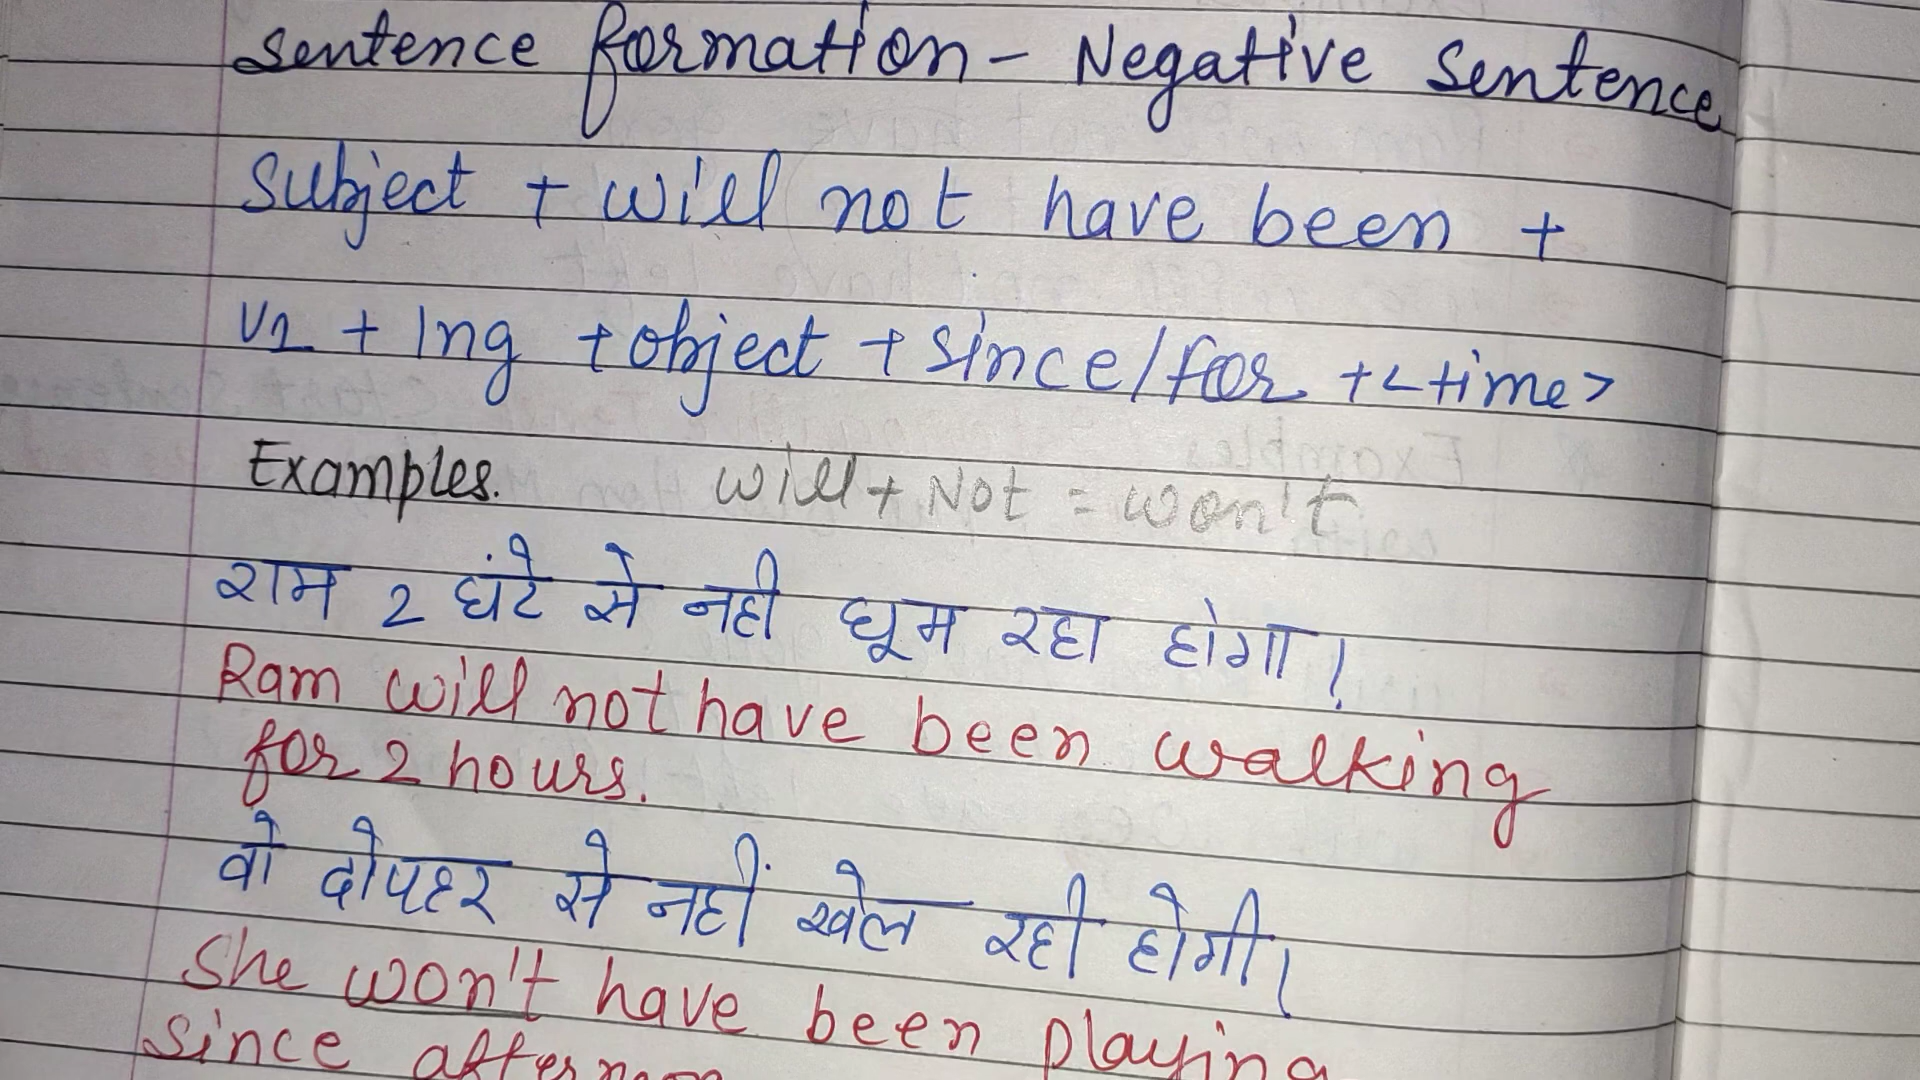 Sentence formation - Negative Sentence
Subject + will not have been +
V1 + Ing + object + since/for + <time>
Examples. will + Not = won't
राम 2 घंटे से नही घूम रहा होगा।
Ram will not have been walking
for 2 hours.
वो दोपहर से नहीं खेल रही होगी।
She won't have been playing
since afternoon